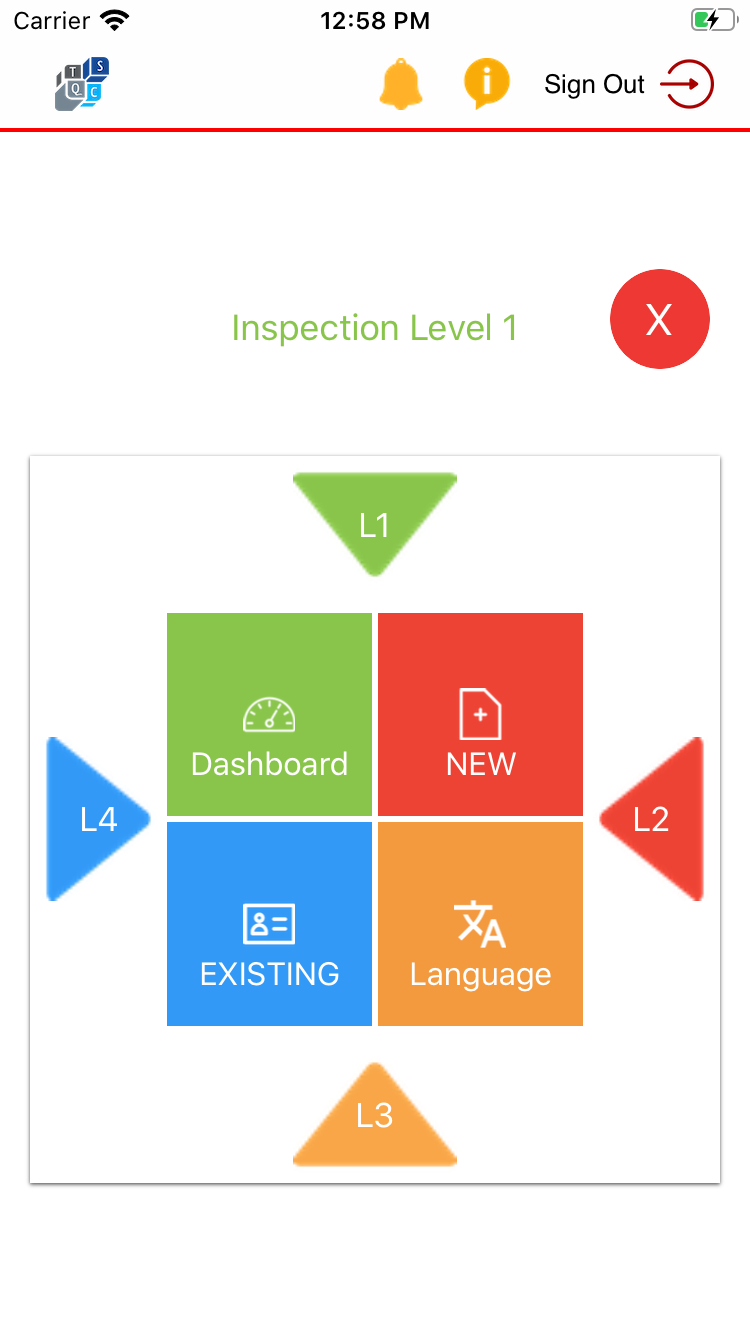 Carrier 12:58 PM
T S
Q C
i Sign Out
Inspection Level 1 X
L1
Dashboard NEW
L4 L2
EXISTING Language
L3